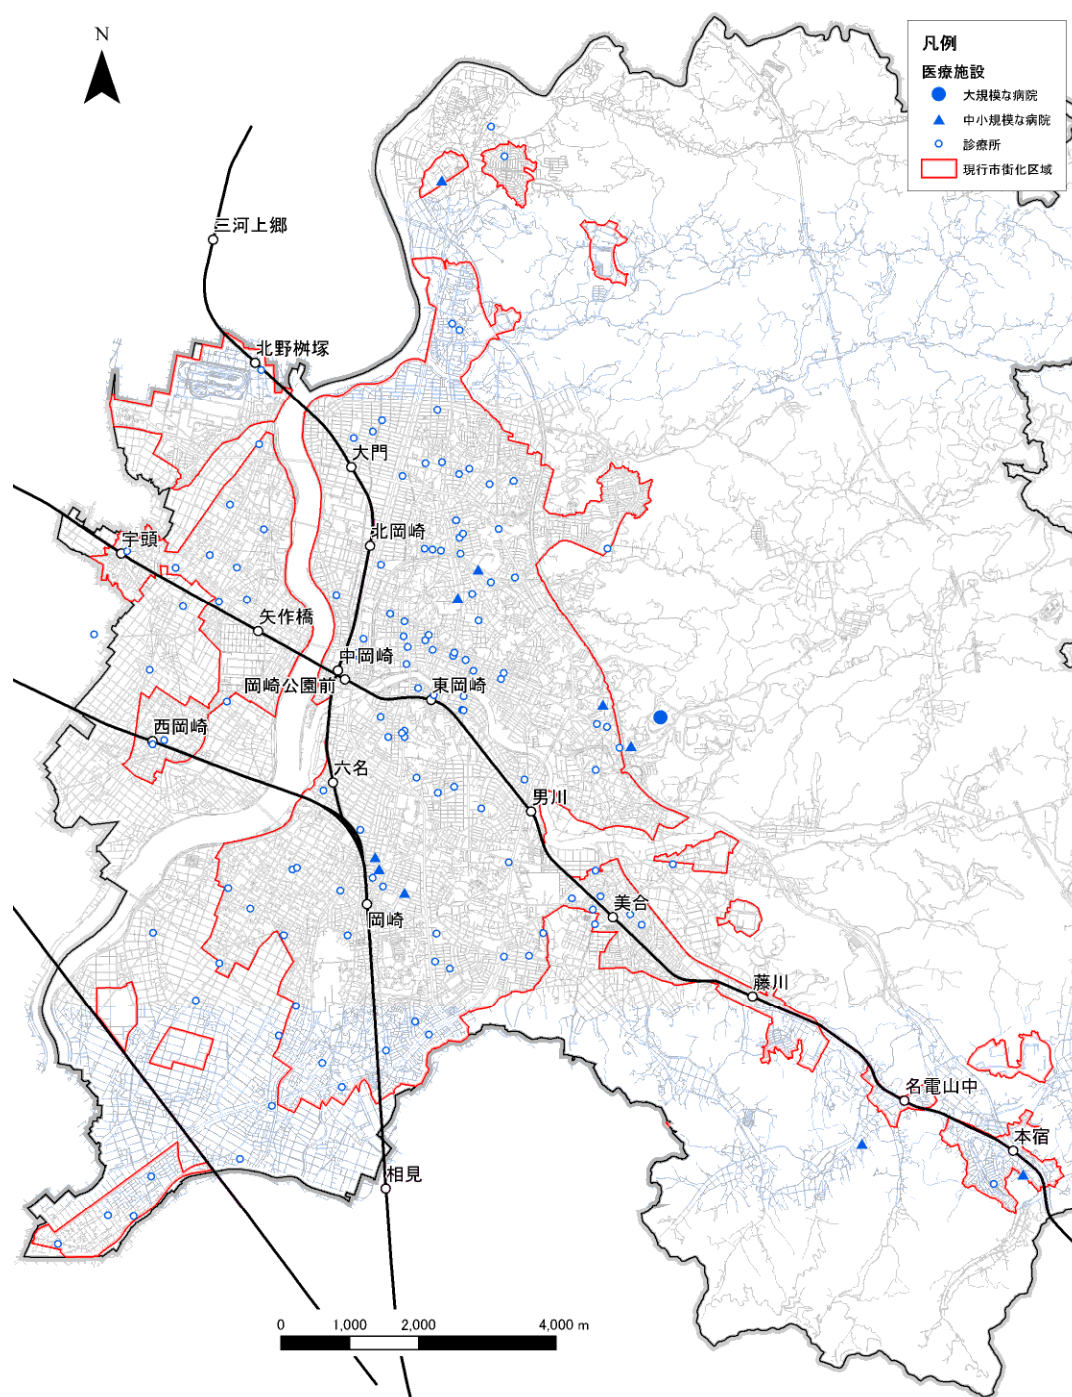 N
凡例
医療施設
大規模な病院
中小規模な病院
診療所
現行市街化区域
三河上郷
北野桝塚
大門
北岡崎
宇頭
矢作橋
中岡崎
岡崎公園前
東岡崎
西岡崎
六名
男川
岡崎
美合
藤川
名電山中
本宿
相見
0 1,000 2,000 4,000 m